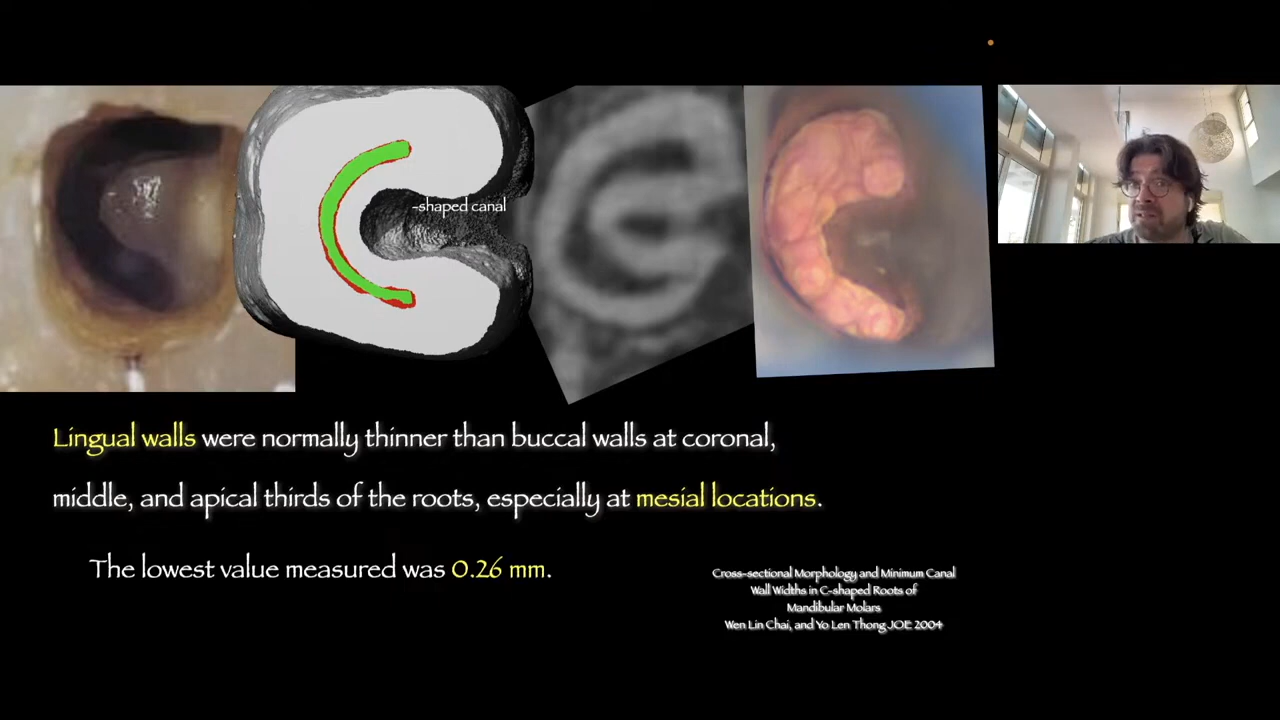 -shaped canal
Lingual walls were normally thinner than buccal walls at coronal,
middle, and apical thirds of the roots, especially at mesial locations.
The lowest value measured was 0.26 mm.
Cross-sectional Morphology and Minimum Canal
Wall Widths in C-shaped Roots of
Mandibular Molars
Wen Lin Chai, and Yo Len Thong JOE 2004